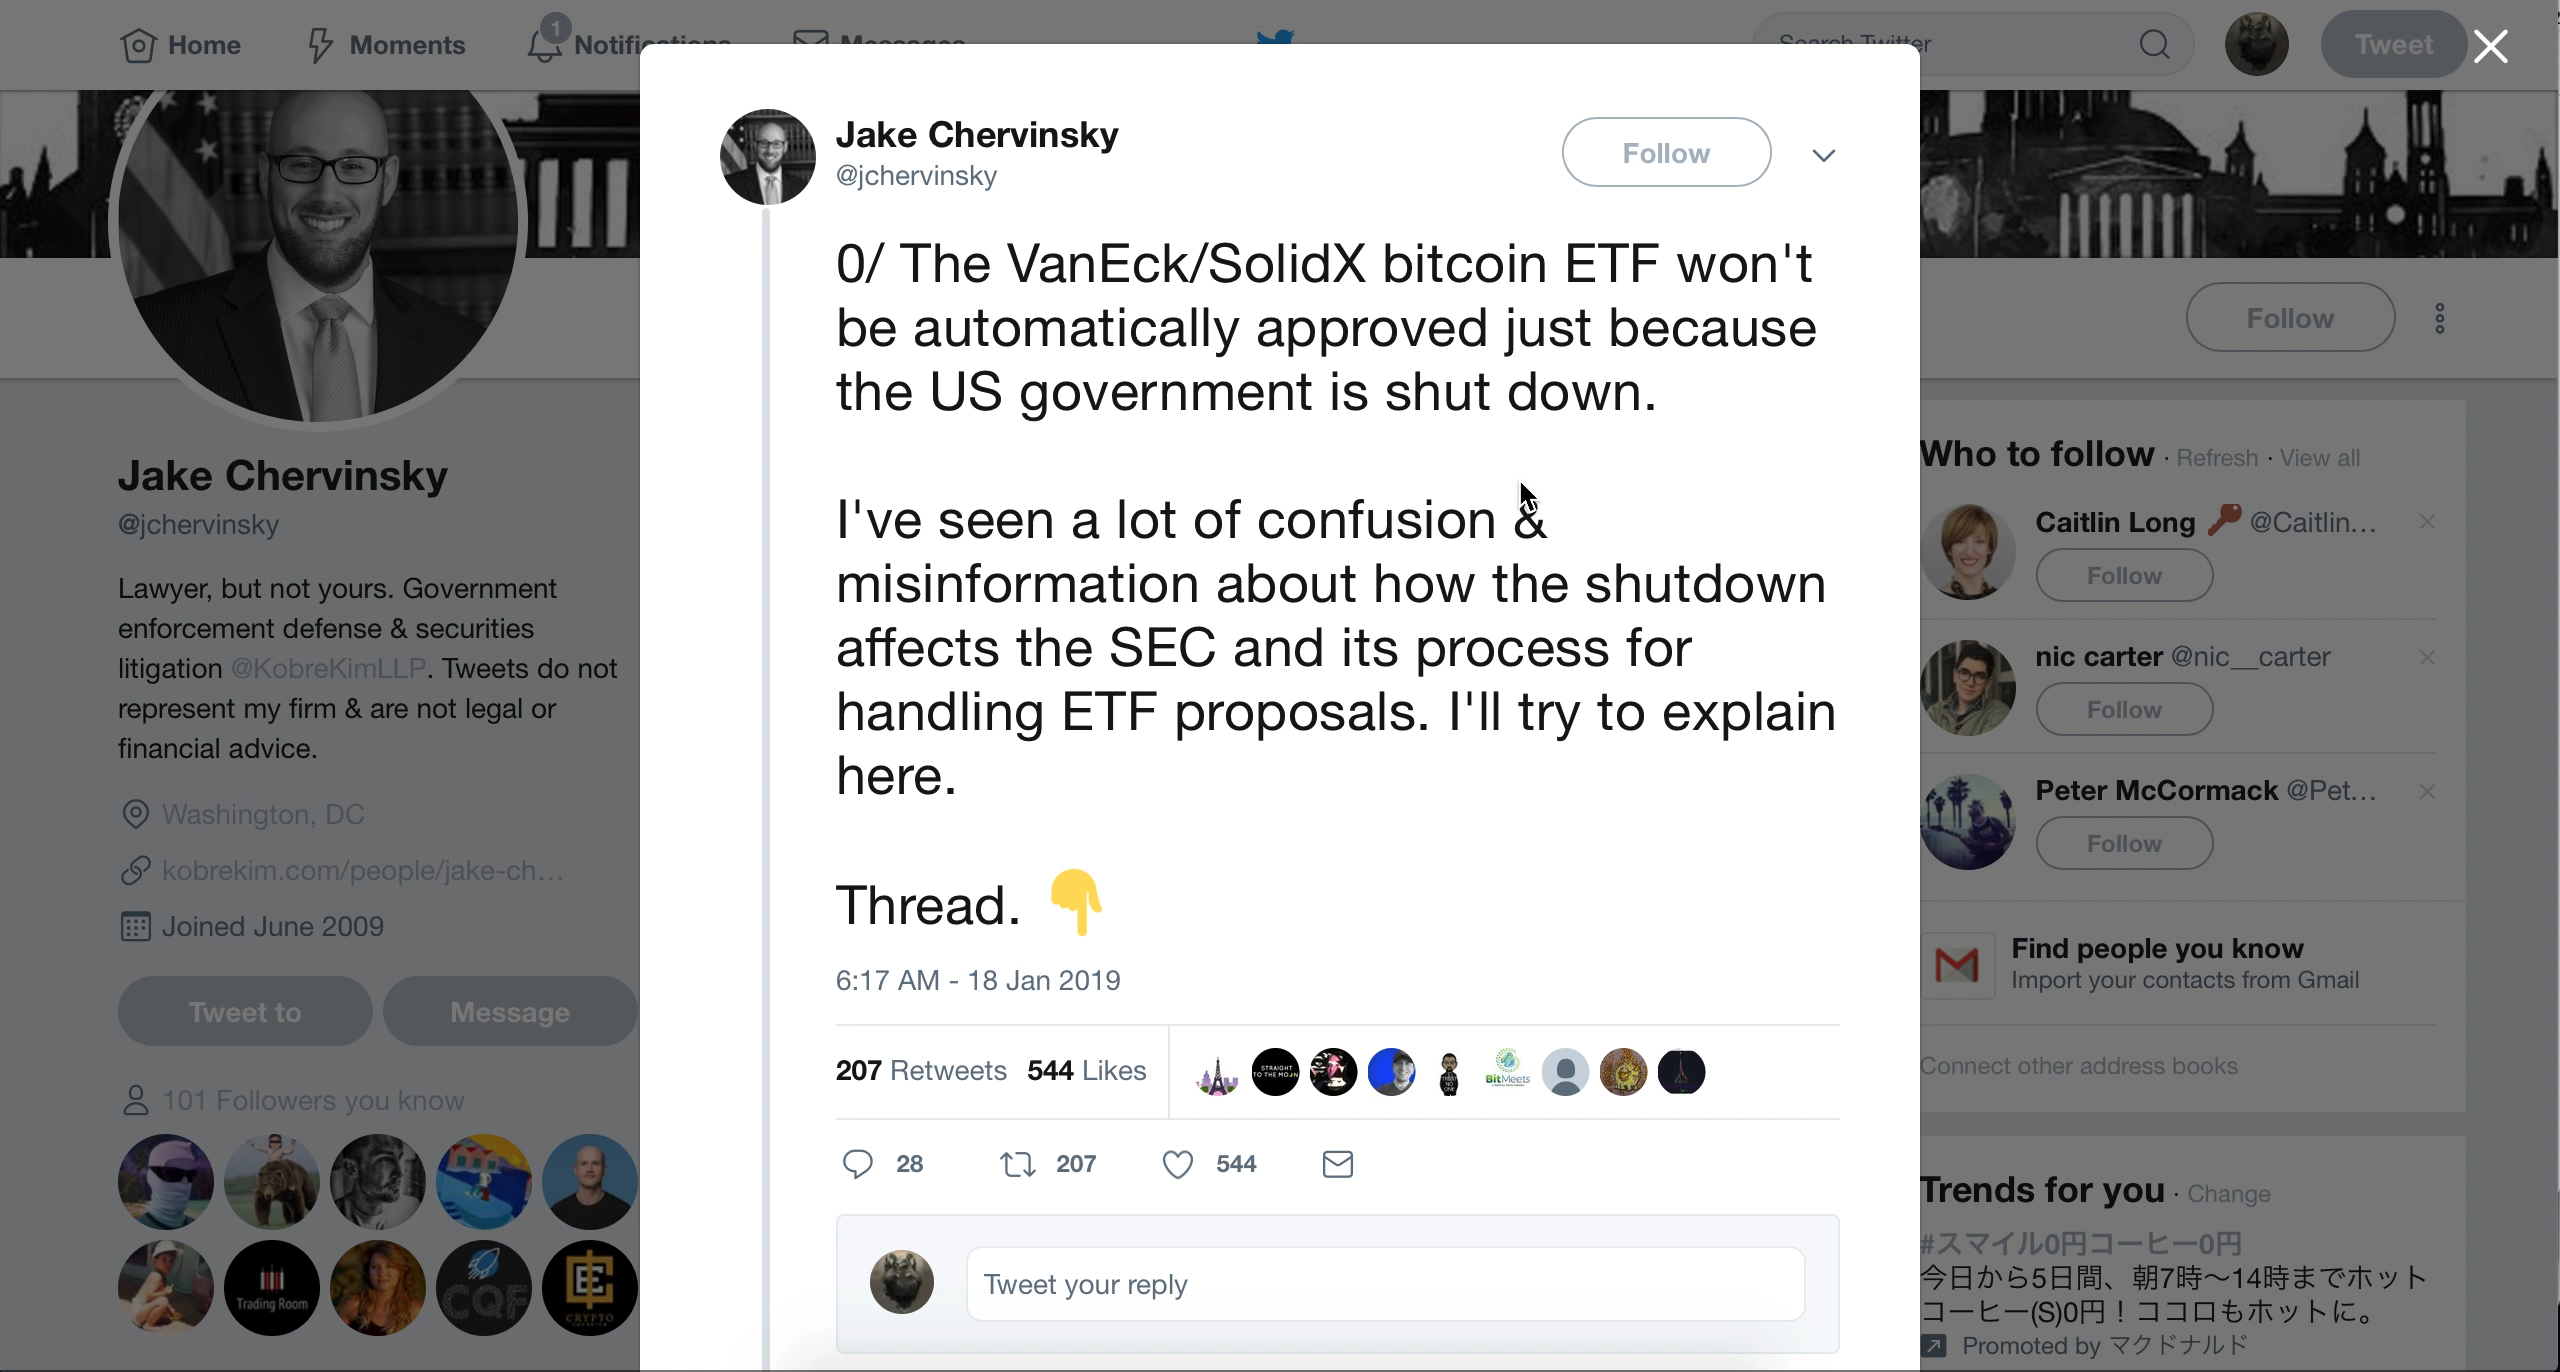 Home
Moments
1
Notifications
Messages
Search Twitter
Tweet
Jake Chervinsky
@jchervinsky
Lawyer, but not yours. Government
enforcement defense & securities
litigation @KobreKimLLP. Tweets do not
represent my firm & are not legal or
financial advice.
Washington, DC
kobrekim.com/people/jake-ch…
Joined June 2009
Tweet to
Message
101 Followers you know
Trading Room
CQF
CRYPTO
Jake Chervinsky
@jchervinsky
Follow
0/ The VanEck/SolidX bitcoin ETF won't
be automatically approved just because
the US government is shut down.
I've seen a lot of confusion &
misinformation about how the shutdown
affects the SEC and its process for
handling ETF proposals. I'll try to explain
here.
Thread. 👇
6:17 AM - 18 Jan 2019
207 Retweets 544 Likes
STRAIGHT
TO THE MOON
BitMeets
28
207
544
Tweet your reply
Follow
Who to follow · Refresh · View all
Caitlin Long 🔑 @Caitlin…
Follow
nic carter @nic__carter
Follow
Peter McCormack @Pet…
Follow
Find people you know
Import your contacts from Gmail
Connect other address books
Trends for you · Change
#スマイル0円コーヒー0円
今日から5日間、朝7時〜14時までホット
コーヒー(S)0円！ココロもホットに。
Promoted by マクドナルド